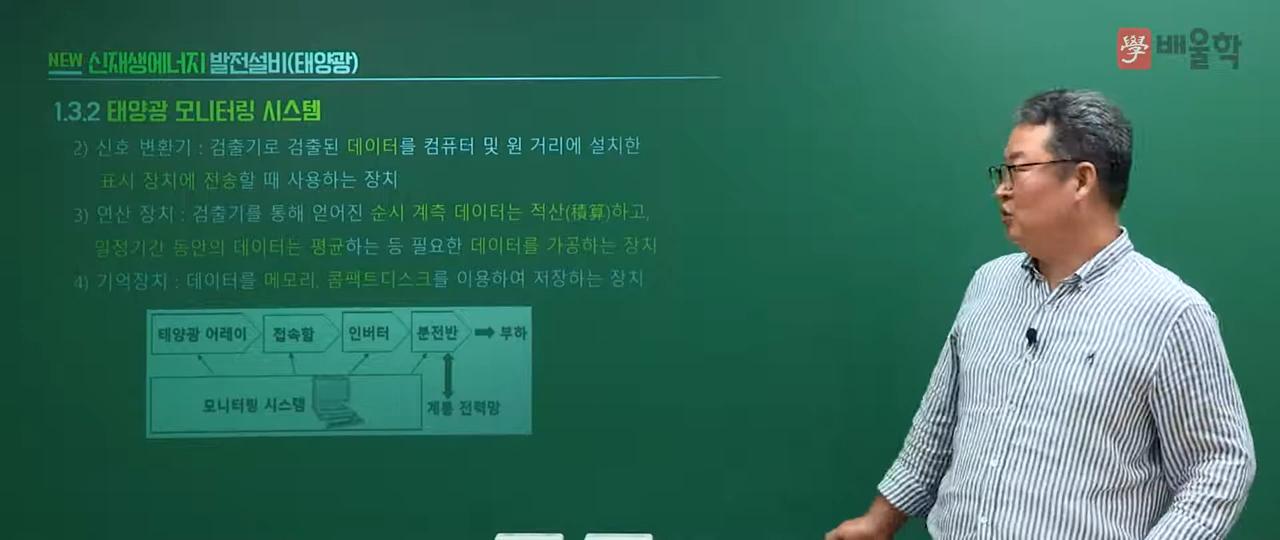 NEW 신재생에너지 발전설비(태양광)
學 배울학
1.3.2 태양광 모니터링 시스템
2) 신호 변환기 : 검출기로 검출된 데이터를 컴퓨터 및 원 거리에 설치한
표시 장치에 전송할 때 사용하는 장치
3) 연산 장치 : 검출기를 통해 얻어진 순시 계측 데이터는 적산(積算)하고,
일정기간 동안의 데이터는 평균하는 등 필요한 데이터를 가공하는 장치
4) 기억장치 : 데이터를 메모리, 콤팩트디스크를 이용하여 저장하는 장치
태양광 어레이 접속함 인버터 분전반 부하
모니터링 시스템 계통 전력망